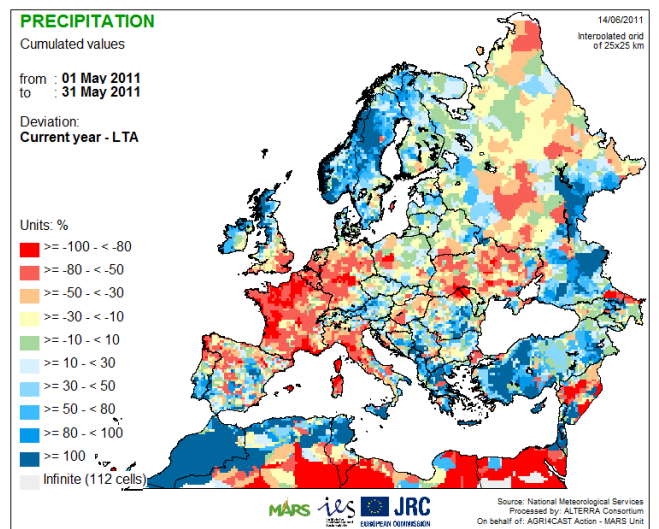 PRECIPITATION
14/06/2011
Cumulated values
Interpolated grid
of 25x25 km
from : 01 May 2011
to : 31 May 2011
Deviation:
Current year - LTA
Units: %
>= -100 - < -80
>= -80 - < -50
>= -50 - < -30
>= -30 - < -10
>= -10 - < 10
>= 10 - < 30
>= 30 - < 50
>= 50 - < 80
>= 80 - < 100
>= 100
Infinite (112 cells)
MARS
ies
JRC
EUROPEAN COMMISSION
Source: National Meteorological Services
Processed by: ALTERRA Consortium
On behalf of: AGRI4CAST Action - MARS Unit